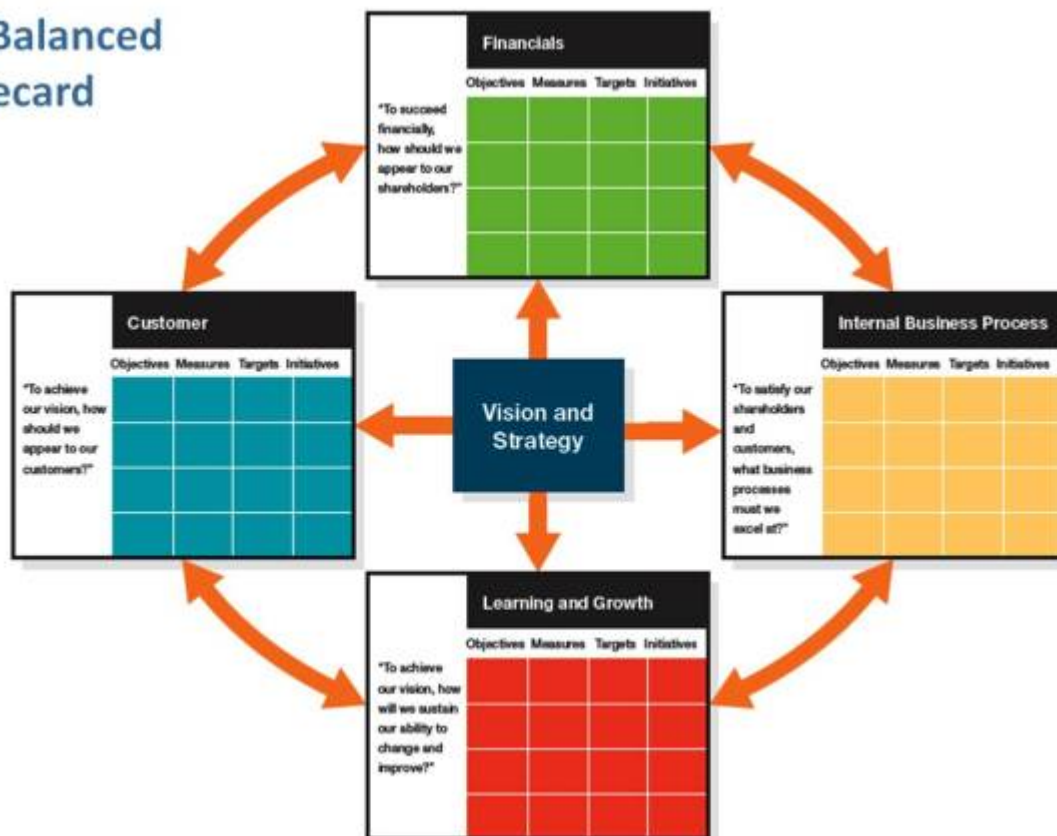 Balanced
ecard
Financials
Objectives Measures Targets Initiatives
"To succeed
financially,
how should we
appear to our
shareholders?"
Customer
Objectives Measures Targets Initiatives
"To achieve
our vision, how
should we
appear to our
customers?"
Vision and
Strategy
Internal Business Process
Objectives Measures Targets Initiatives
"To satisfy our
shareholders
and
customers,
what business
processes
must we
excel at?"
Learning and Growth
Objectives Measures Targets Initiatives
"To achieve
our vision, how
will we sustain
our ability to
change and
improve?"